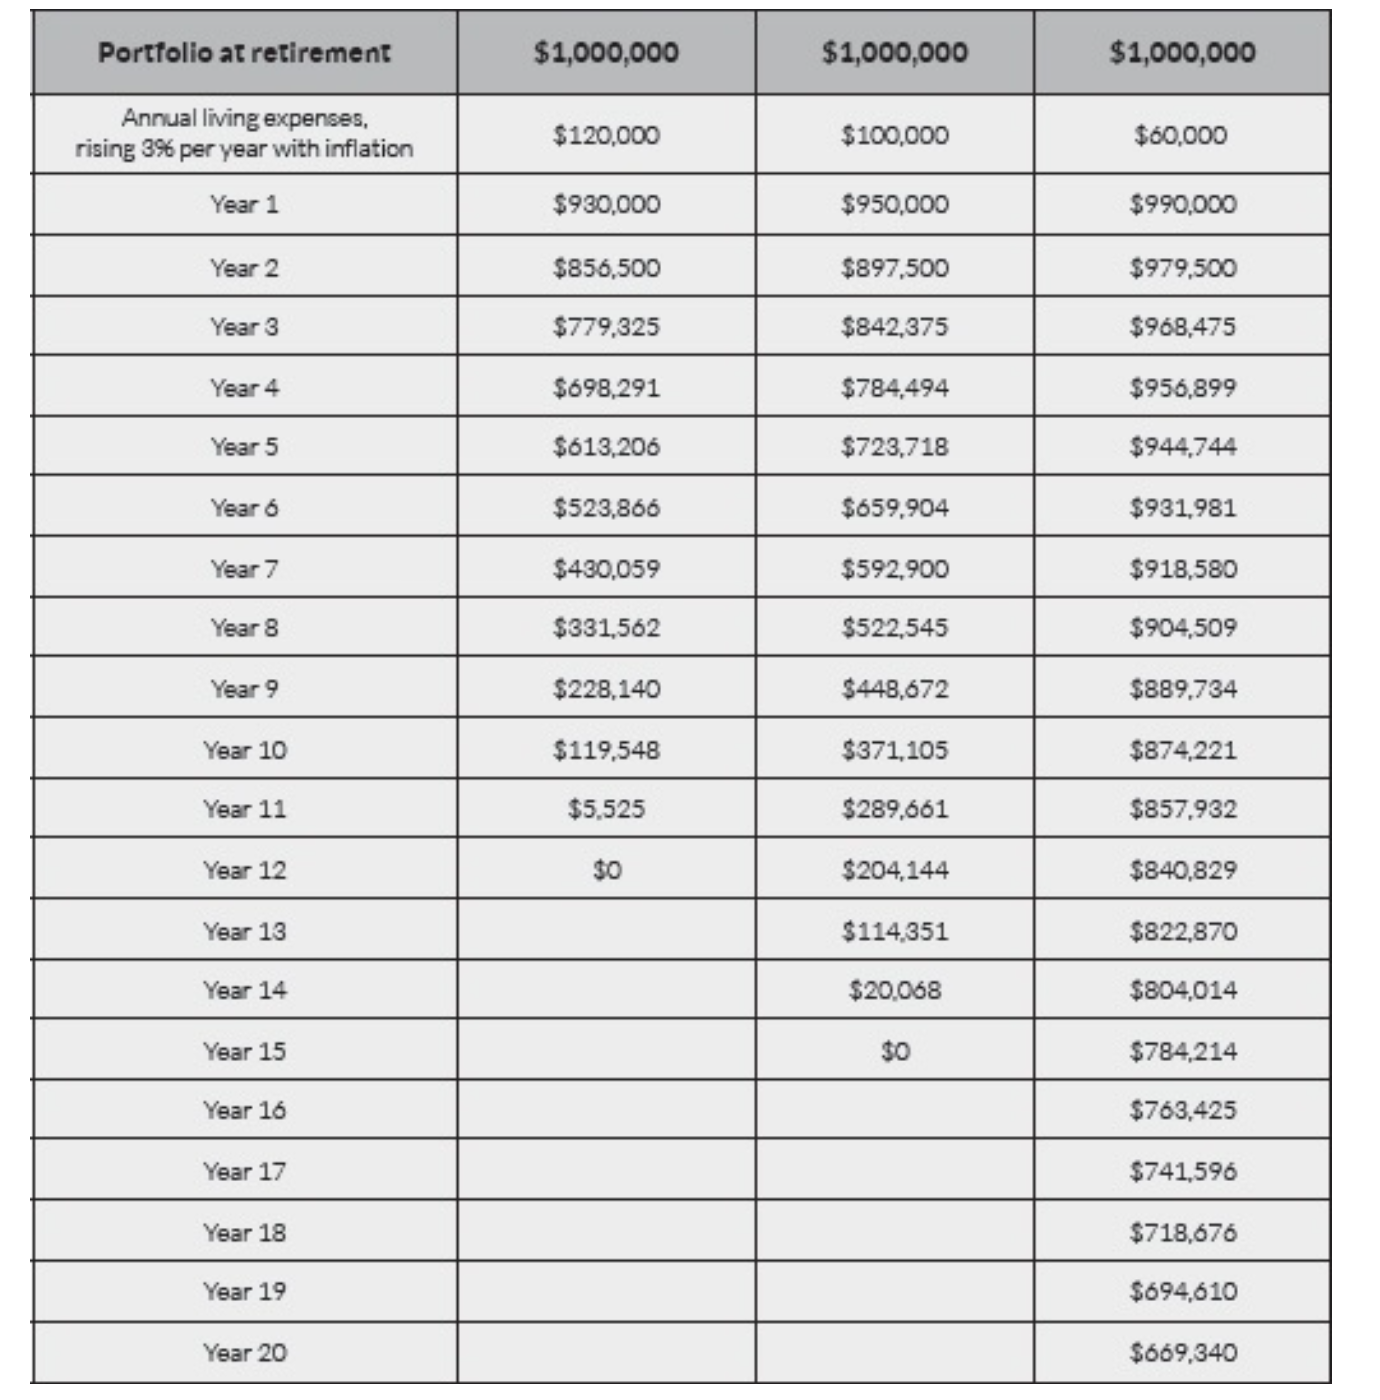 Portfolio at retirement $1,000,000 $1,000,000 $1,000,000
Annual living expenses,
rising 3% per year with inflation $120,000 $100,000 $60,000
Year 1 $930,000 $950,000 $990,000
Year 2 $856,500 $897,500 $979,500
Year 3 $779,325 $842,375 $968,475
Year 4 $698,291 $784,494 $956,899
Year 5 $613,206 $723,718 $944,744
Year 6 $523,866 $659,904 $931,981
Year 7 $430,059 $592,900 $918,580
Year 8 $331,562 $522,545 $904,509
Year 9 $228,140 $448,672 $889,734
Year 10 $119,548 $371,105 $874,221
Year 11 $5,525 $289,661 $857,932
Year 12 $0 $204,144 $840,829
Year 13 $114,351 $822,870
Year 14 $20,068 $804,014
Year 15 $0 $784,214
Year 16 $763,425
Year 17 $741,596
Year 18 $718,676
Year 19 $694,610
Year 20 $669,340